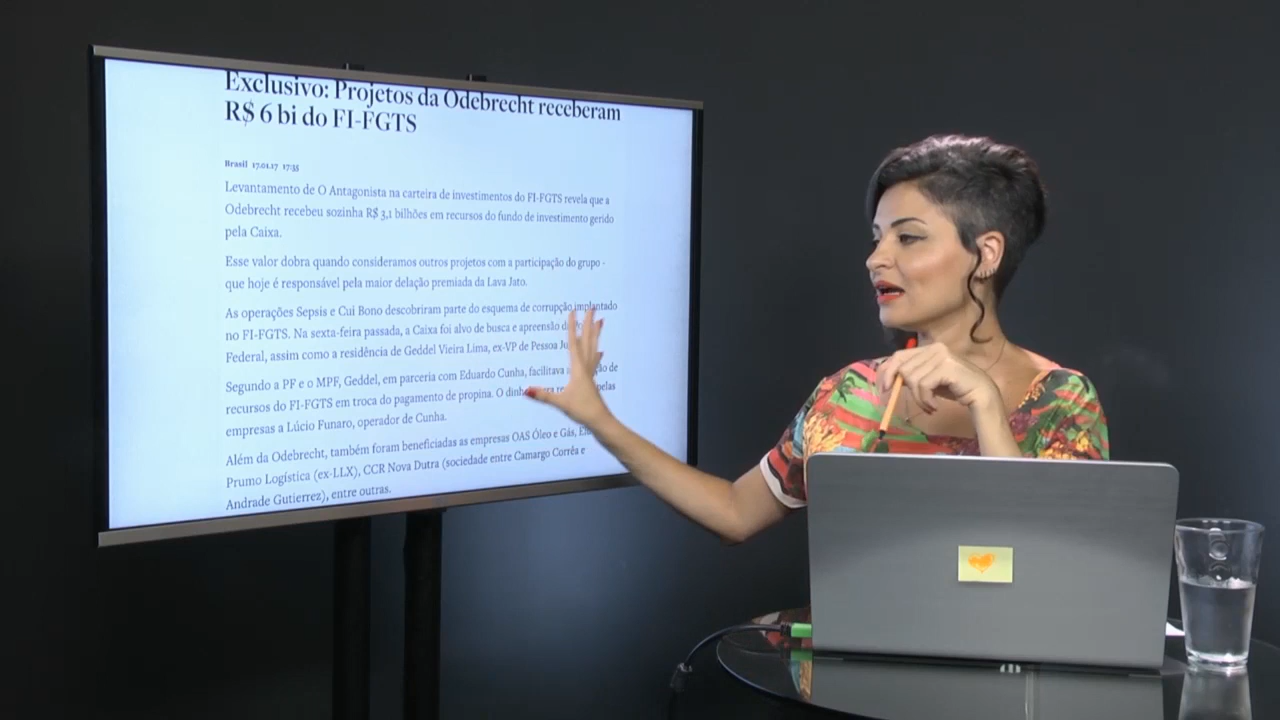 Exclusivo: Projetos da Odebrecht receberam
R$ 6 bi do FI-FGTS
Brasil 17.01.17 17:35
Levantamento de O Antagonista na carteira de investimentos do FI-FGTS revela que a
Odebrecht recebeu sozinha R$ 3,1 bilhões em recursos do fundo de investimento gerido
pela Caixa.
Esse valor dobra quando consideramos outros projetos com a participação do grupo -
que hoje é responsável pela maior delação premiada da Lava Jato.
As operações Sepsis e Cui Bono descobriram parte do esquema de corrupção implantado
no FI-FGTS. Na sexta-feira passada, a Caixa foi alvo de busca e apreensão
Federal, assim como a residência de Geddel Vieira Lima, ex-VP de Pessoa
Segundo a PF e o MPF, Geddel, em parceria com Eduardo Cunha, facilitava de
recursos do FI-FGTS em troca do pagamento de propina. O pelas
empresas a Lúcio Funaro, operador de Cunha.
Além da Odebrecht, também foram beneficiadas as empresas OAS Óleo e Gás,
Prumo Logística (ex-LLX), CCR Nova Dutra (sociedade entre Camargo Corrêa e
Andrade Gutierrez), entre outras.